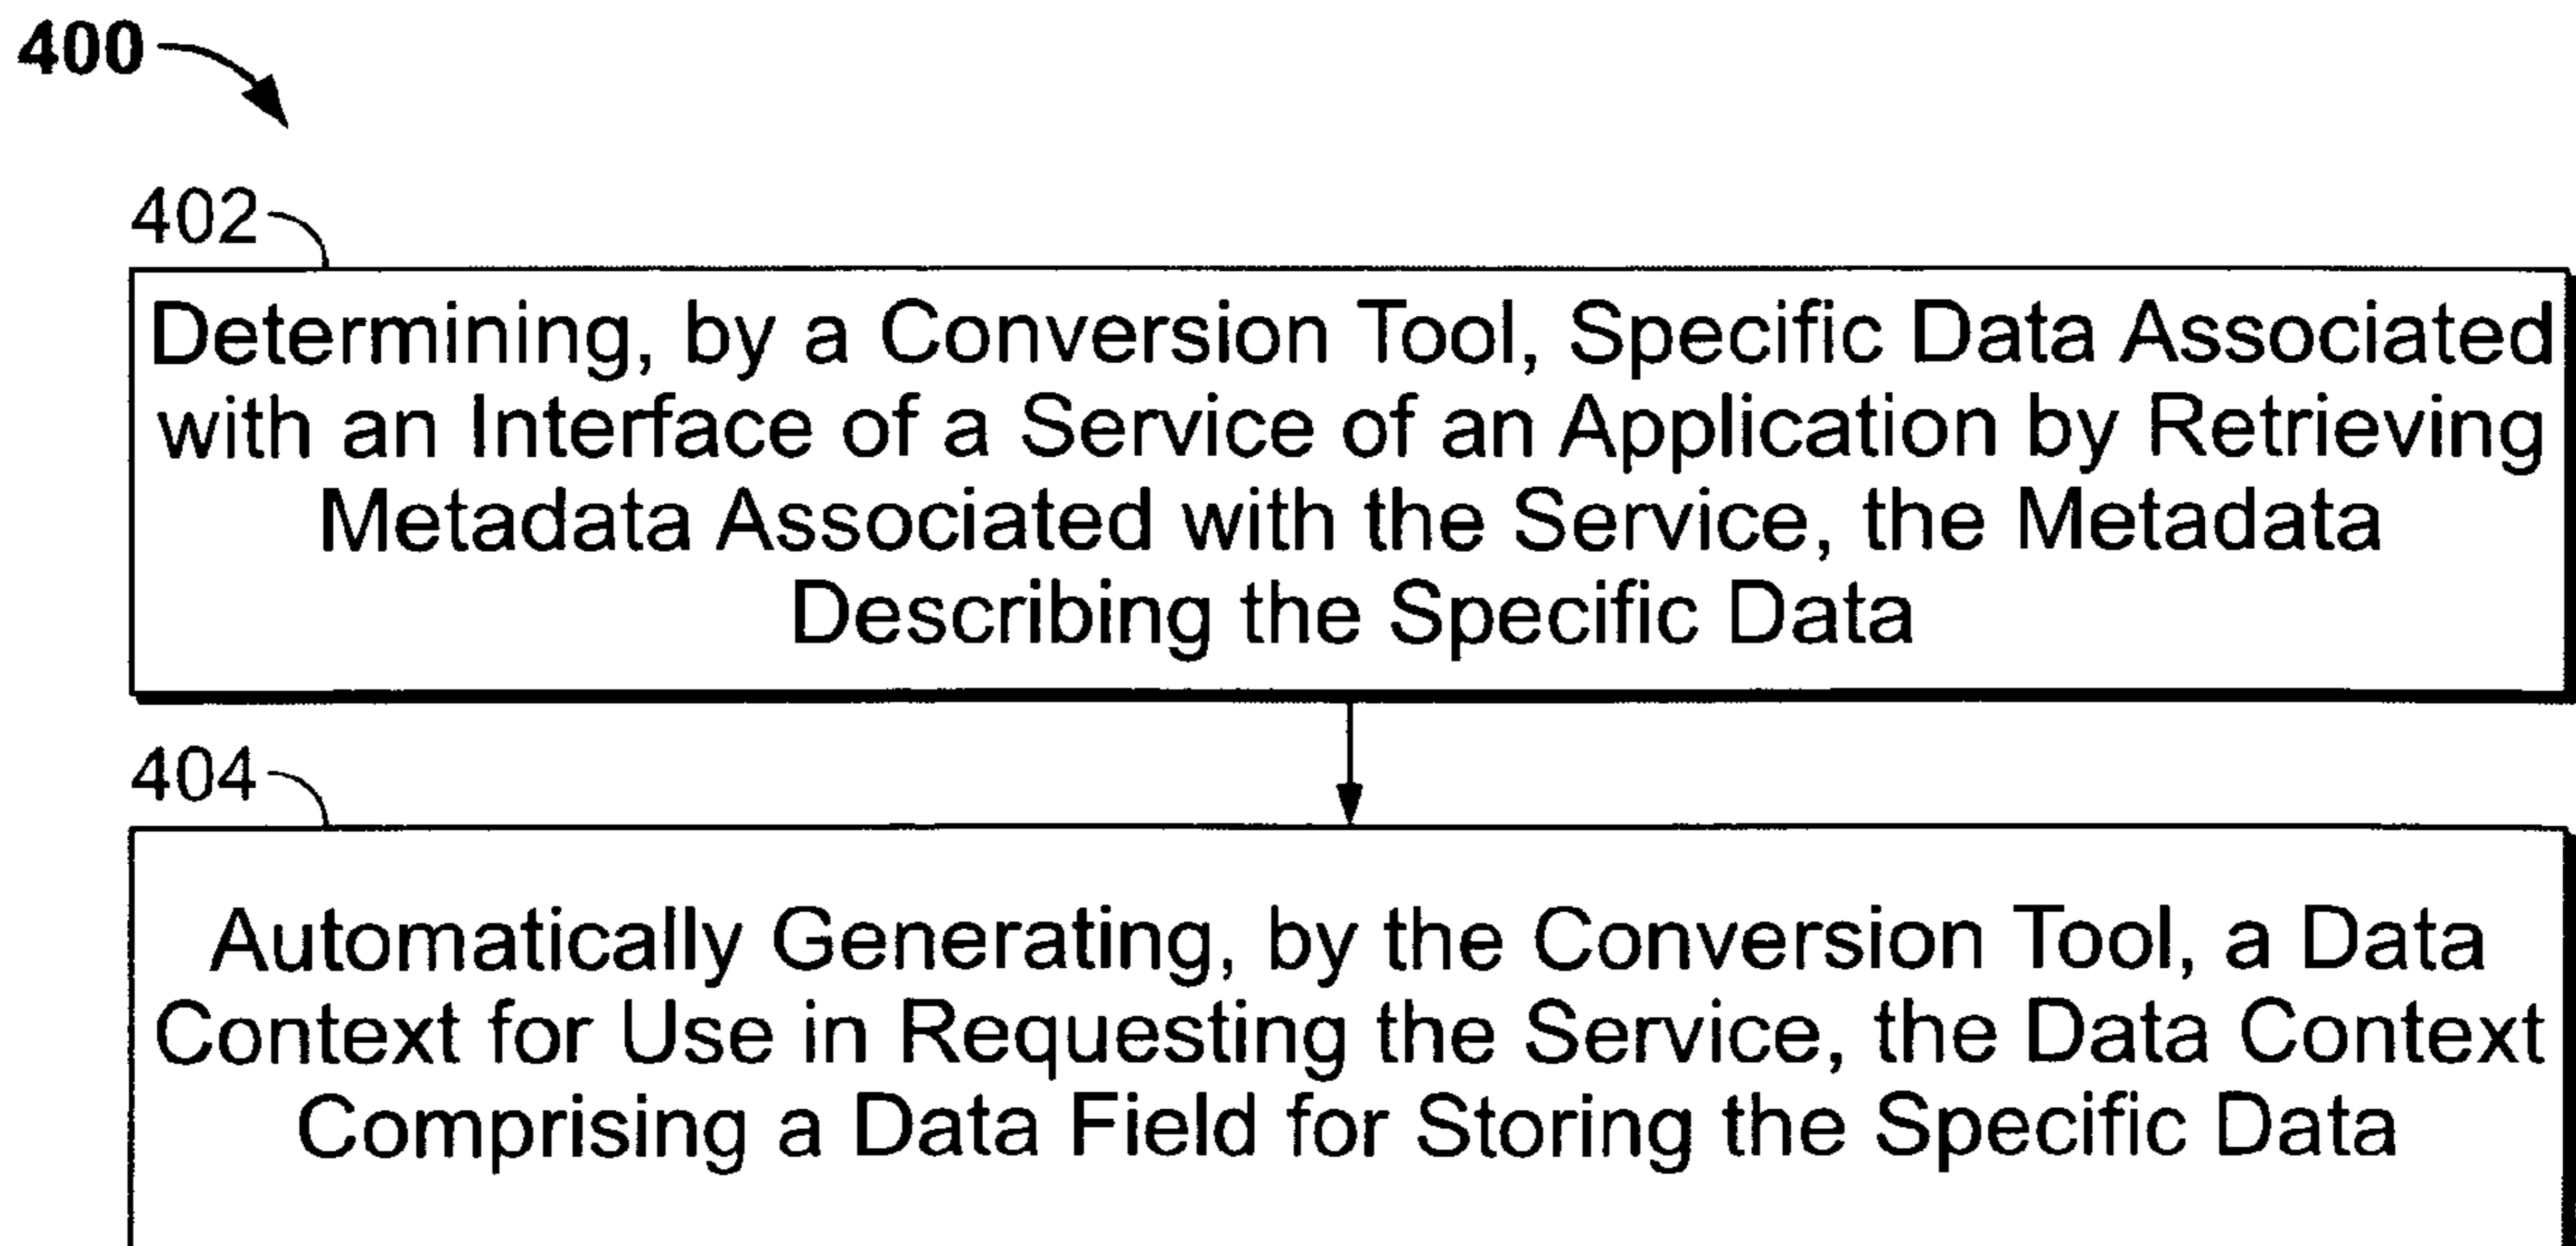 400
402
Determining, by a Conversion Tool, Specific Data Associated
with an Interface of a Service of an Application by Retrieving
Metadata Associated with the Service, the Metadata
Describing the Specific Data
404
Automatically Generating, by the Conversion Tool, a Data
Context for Use in Requesting the Service, the Data Context
Comprising a Data Field for Storing the Specific Data